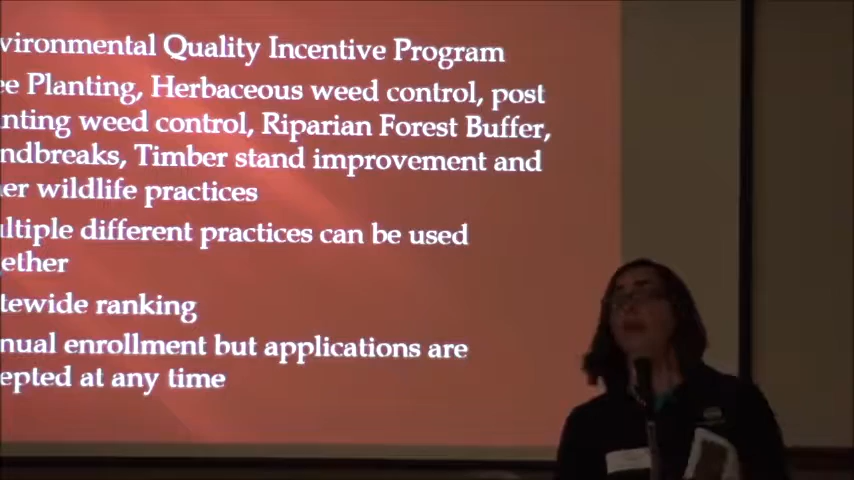 vironmental Quality Incentive Program
ee Planting, Herbaceous weed control, post
nting weed control, Riparian Forest Buffer,
ndbreaks, Timber stand improvement and
er wildlife practices
ltiple different practices can be used
ether
tewide ranking
nual enrollment but applications are
epted at any time